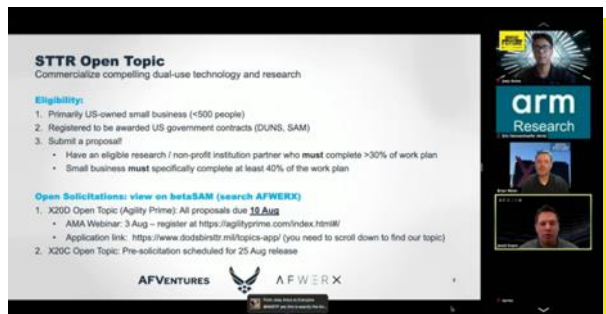 STTR Open Topic
Commercialize compelling dual-use technology and research
Eligibility:
1. Primarily US-owned small business (<500 people)
2. Registered to be awarded US government contracts (DUNS, SAM)
3. Submit a proposal!
• Have an eligible research / non-profit institution partner who must complete >30% of work plan
• Small business must specifically complete at least 40% of the work plan
Open Solicitations: view on betaSAM (search AFWERX)
1. X20D Open Topic (Agility Prime): All proposals due 10 Aug
• AMA Webinar: 3 Aug – register at https://agilityprime.com/index.html#/
• Application link: https://www.dodsbirsttr.mil/topics-app/ (you need to scroll down to find our topic)
2. X20C Open Topic: Pre-solicitation scheduled for 25 Aug release
AFVENTURES
AFWERX
arm
Research